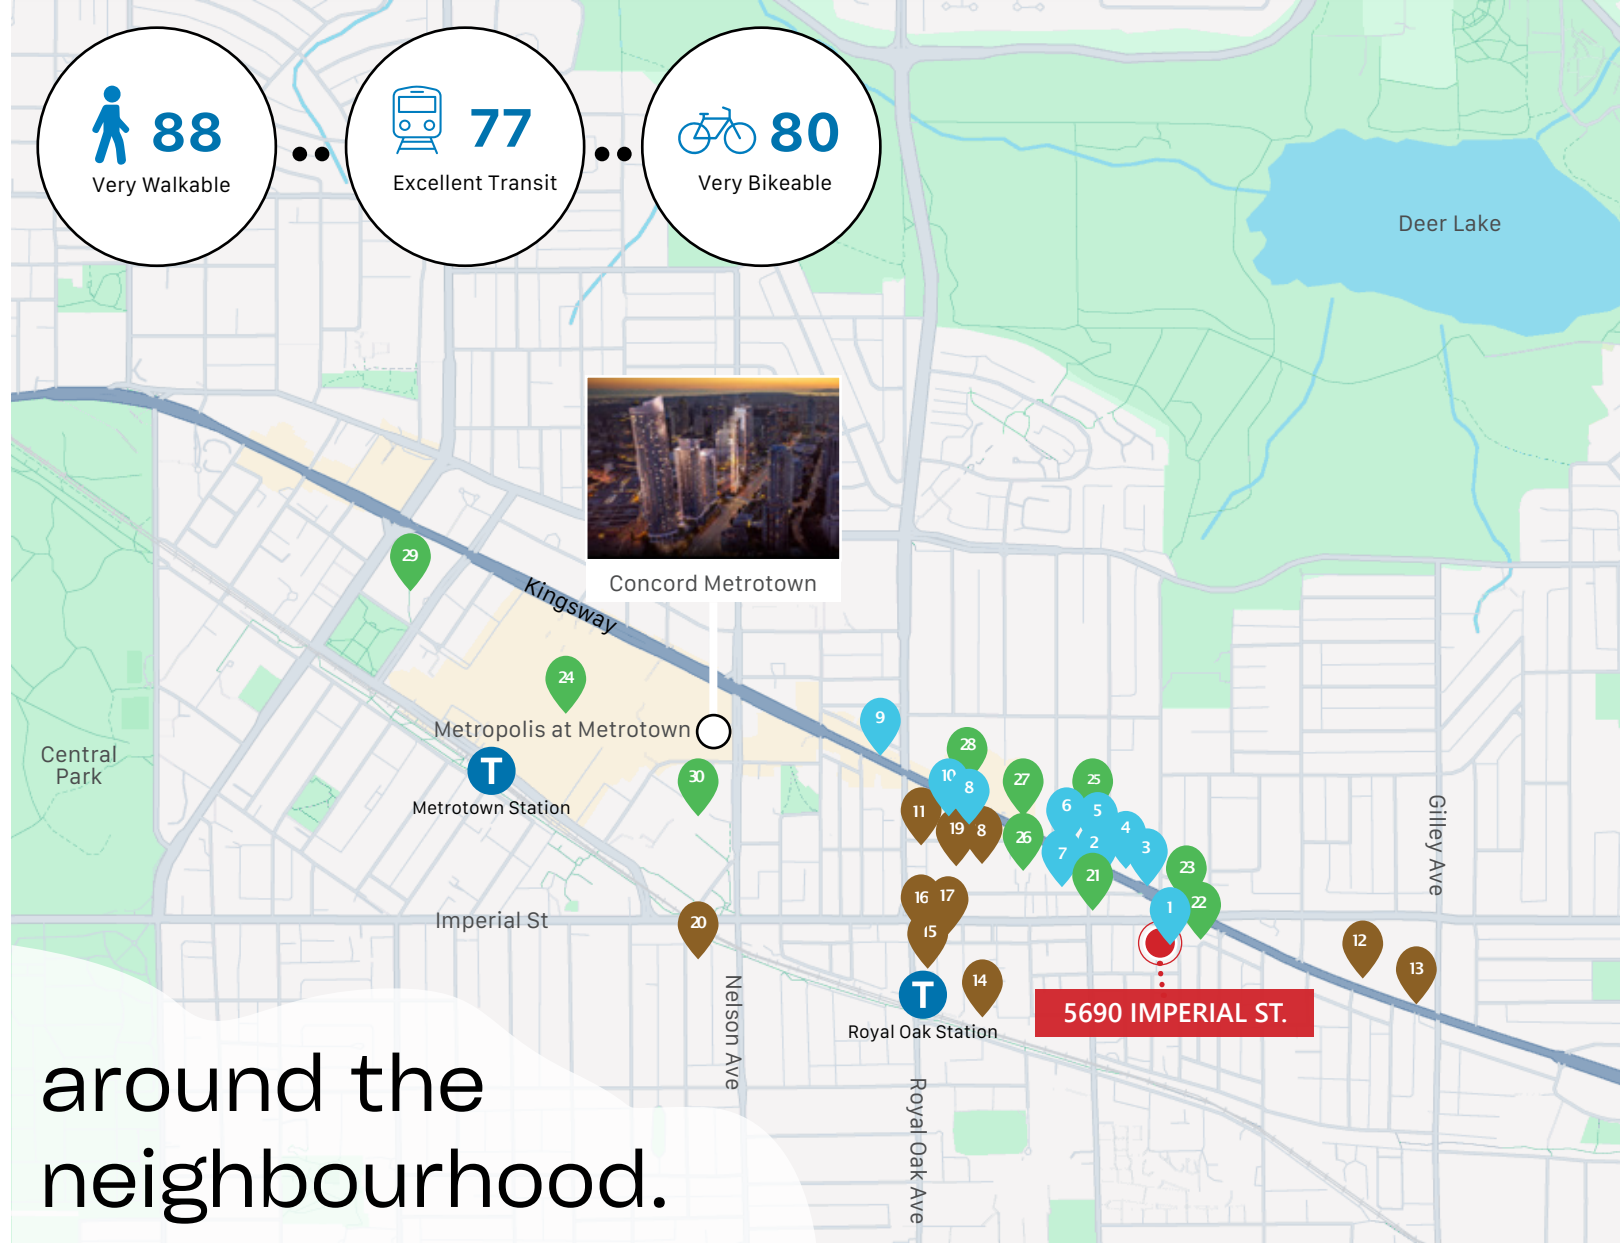 88
Very Walkable
77
Excellent Transit
80
Very Bikeable
Deer Lake
Concord Metrotown
29
Kingsway
24
Metropolis at Metrotown
T
Metrotown Station
Central
Park
30
9
28
10
8
27
25
11
19
8
26
6
5
4
2
7
3
21
23
22
1
Gilley Ave
16
17
15
20
Imperial St
12
13
14
T
Royal Oak Station
5690 IMPERIAL ST.
Nelson Ave
Royal Oak Ave
around the
neighbourhood.